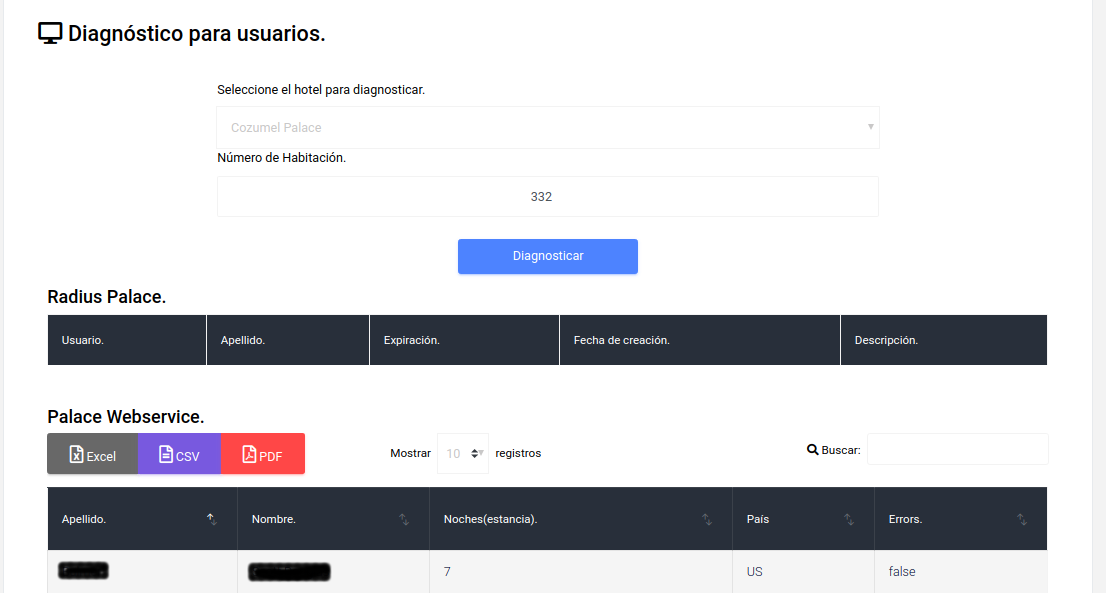 Diagnóstico para usuarios.
Seleccione el hotel para diagnosticar.
Cozumel Palace
Número de Habitación.
332
Diagnosticar
Radius Palace.
Usuario. Apellido. Expiración. Fecha de creación. Descripción.
Palace Webservice.
Excel CSV PDF Mostrar 10 registros Buscar:
Apellido. Nombre. Noches(estancia). País Errors.
7 US false